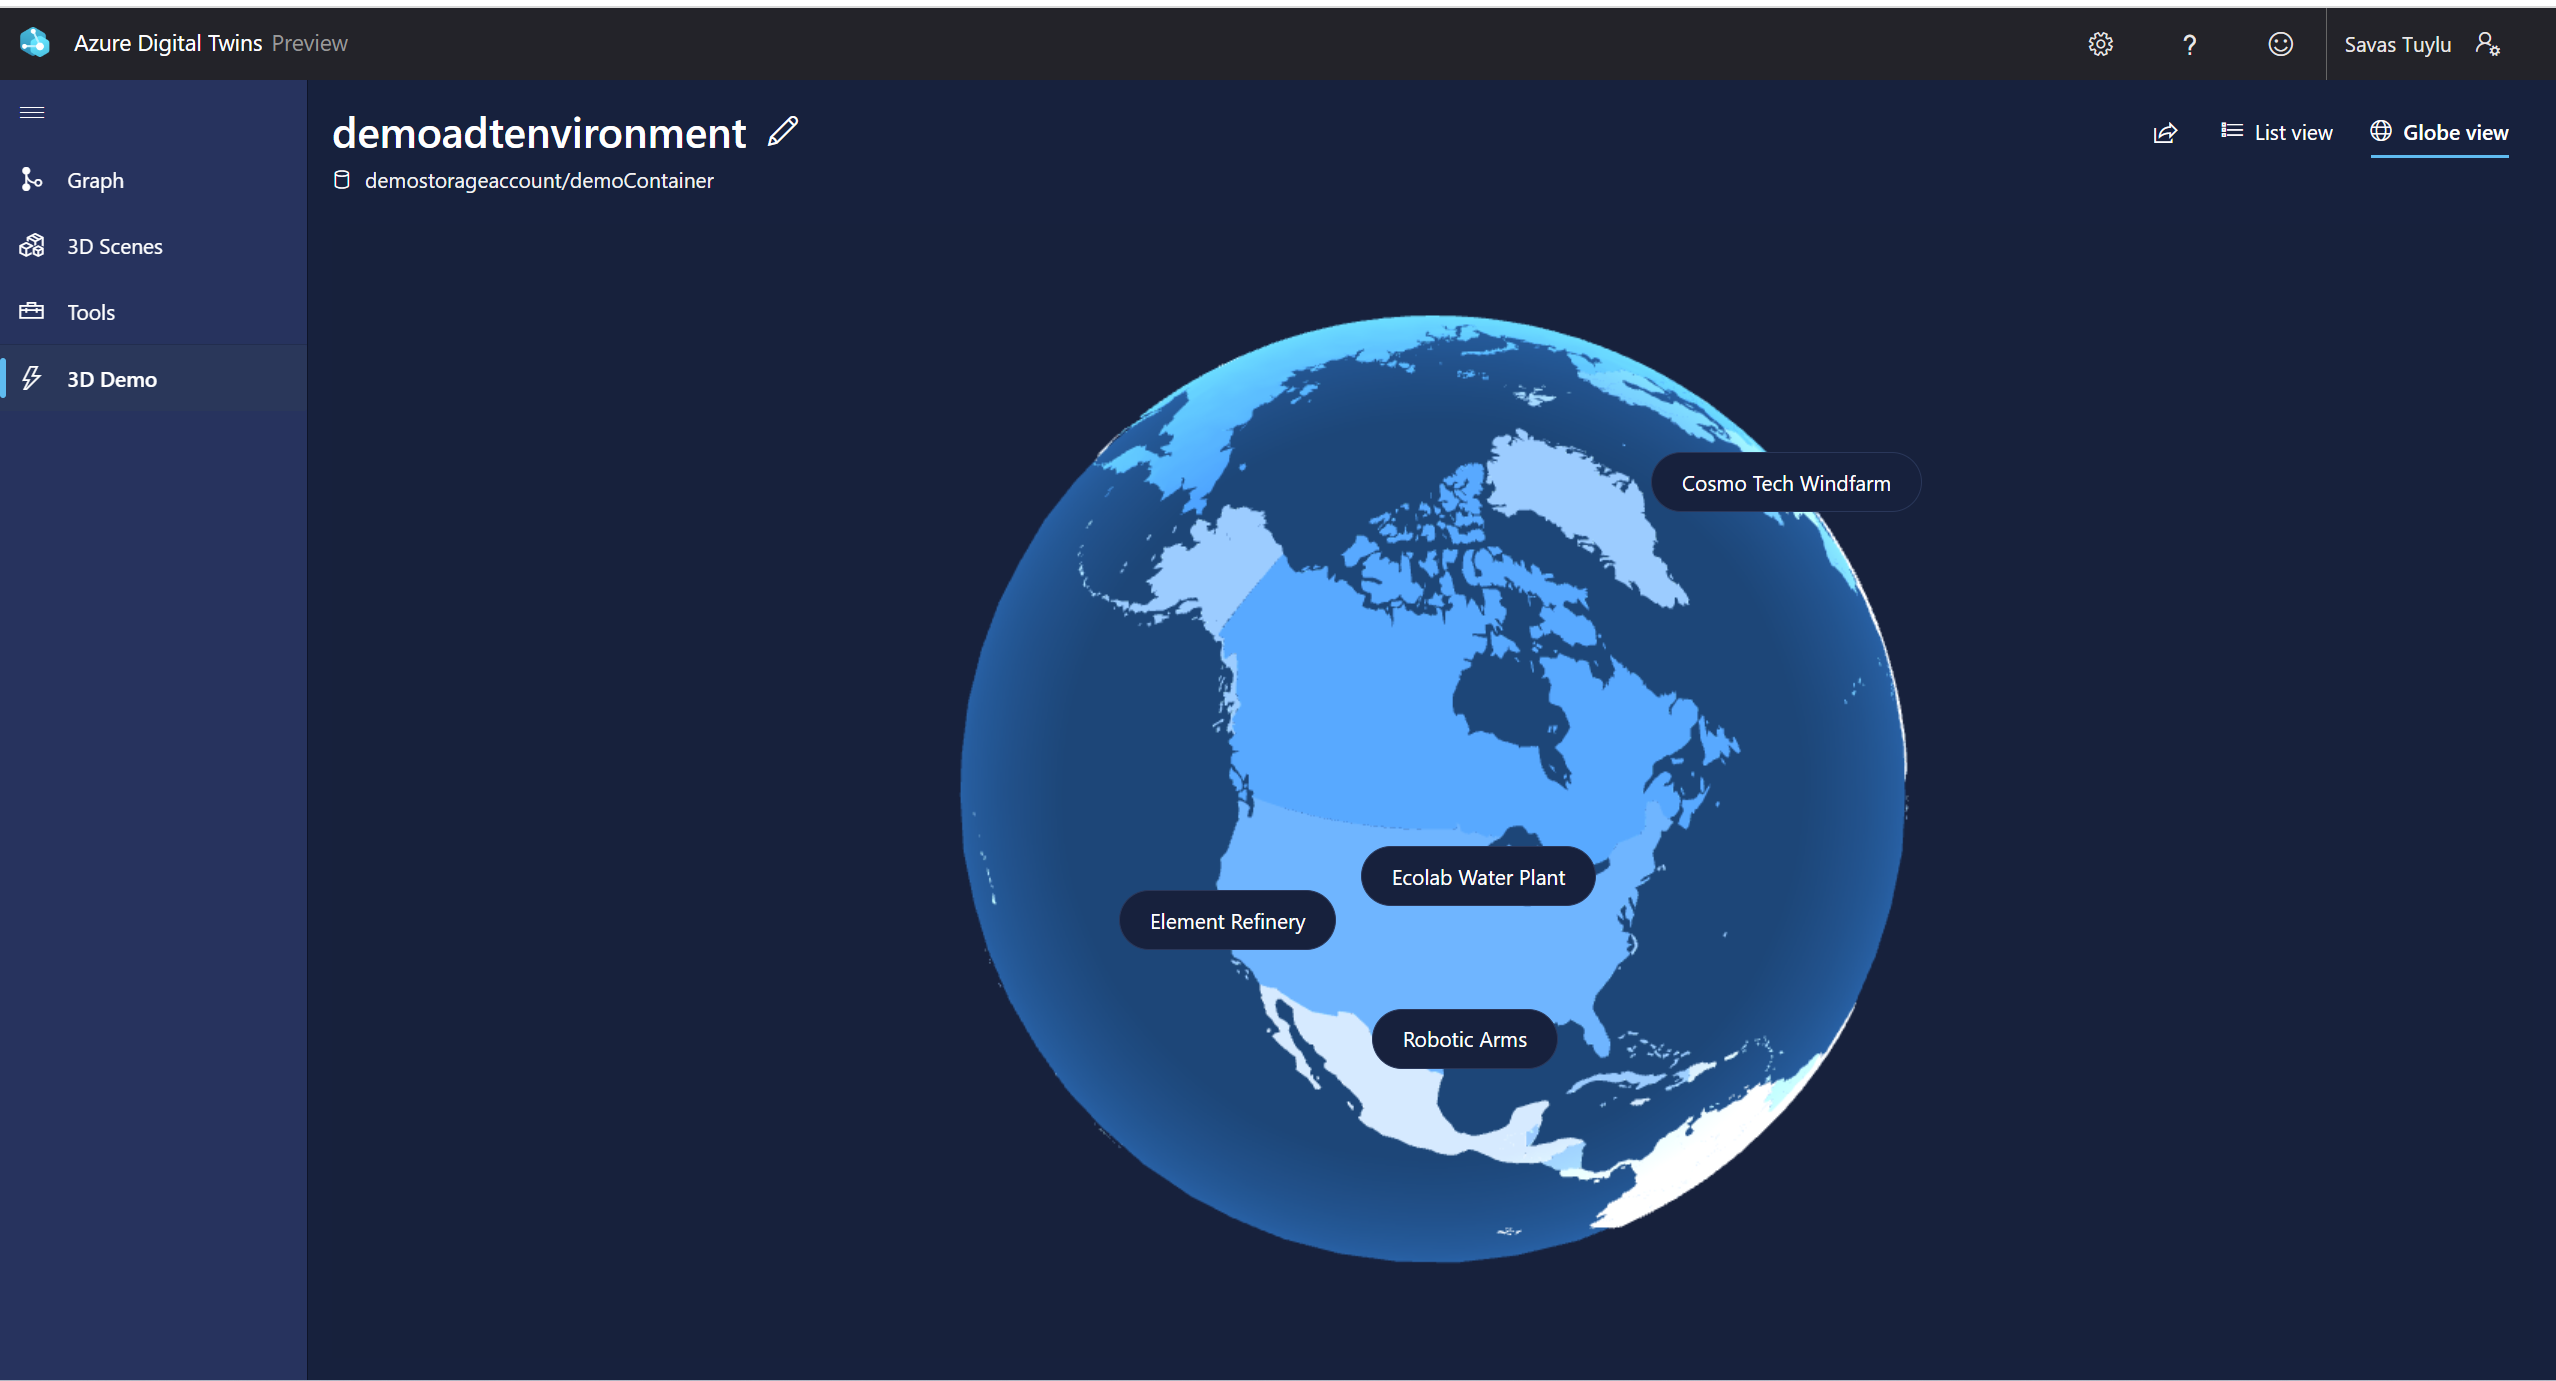 Azure Digital Twins Preview
? Savas Tuylu
demoadtenvironment
List view Globe view
demostorageaccount/demoContainer
Graph
3D Scenes
Tools
3D Demo
Cosmo Tech Windfarm
Ecolab Water Plant
Element Refinery
Robotic Arms